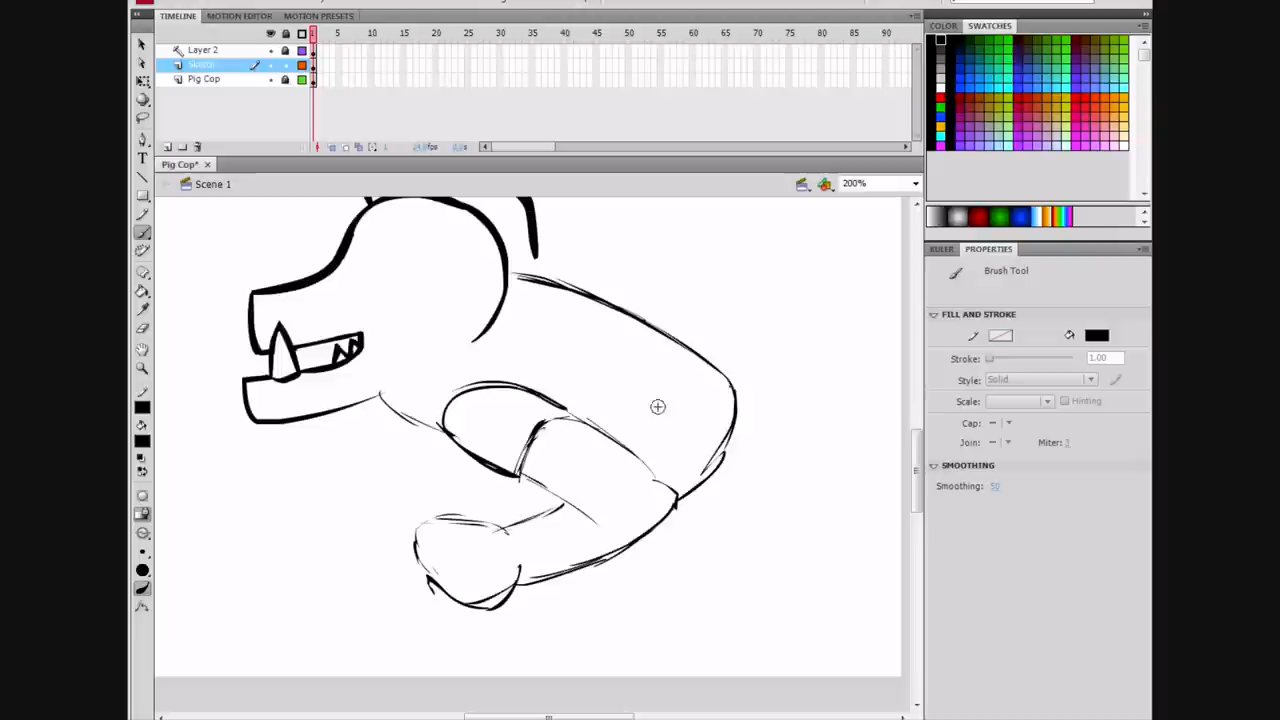 TIMELINE MOTION EDITOR MOTION PRESETS
1 5 10 15 20 25 30 35 40 45 50 55 60 65 70 75 80 85 90
Layer 2
Pig Cop
Pig Cop*
Scene 1
200%
COLOR SWATCHES
KULER PROPERTIES
Brush Tool
FILL AND STROKE
Stroke: 1.00
Style: Solid
Scale: Hinting
Cap:
Join: Miter:
SMOOTHING
Smoothing: 50